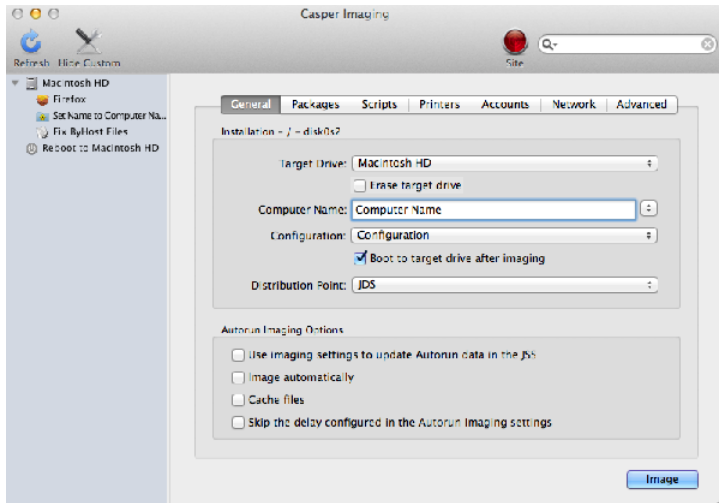 Casper Imaging
Refresh Hide Custom
Site
Macintosh HD
Firefox
Set Name to Computer Na...
Fix ByHost Files
Reboot to Macintosh HD
General Packages Scripts Printers Accounts Network Advanced
Installation - / - disk0s2
Target Drive: Macintosh HD
Erase target drive
Computer Name: Computer Name
Configuration: Configuration
Boot to target drive after imaging
Distribution Point: JDS
Autorun Imaging Options
Use imaging settings to update Autorun data in the JSS
Image automatically
Cache files
Skip the delay configured in the Autorun Imaging settings
Image